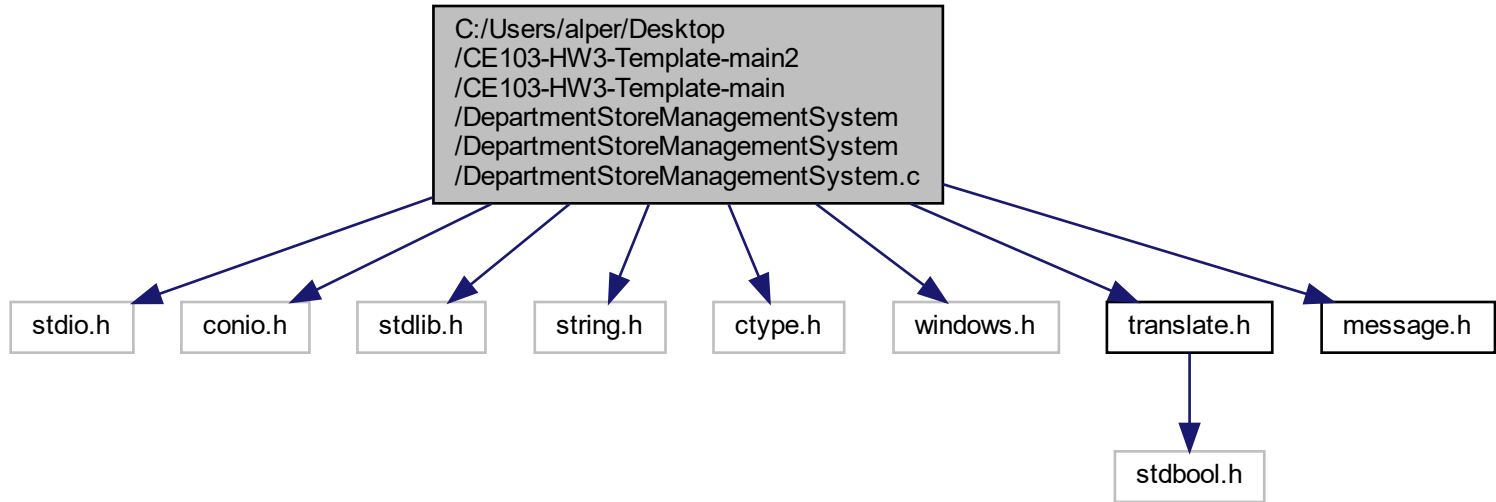 C:/Users/alper/Desktop
/CE103-HW3-Template-main2
/CE103-HW3-Template-main
/DepartmentStoreManagementSystem
/DepartmentStoreManagementSystem
/DepartmentStoreManagementSystem.c
stdio.h
conio.h
stdlib.h
string.h
ctype.h
windows.h
translate.h
message.h
stdbool.h